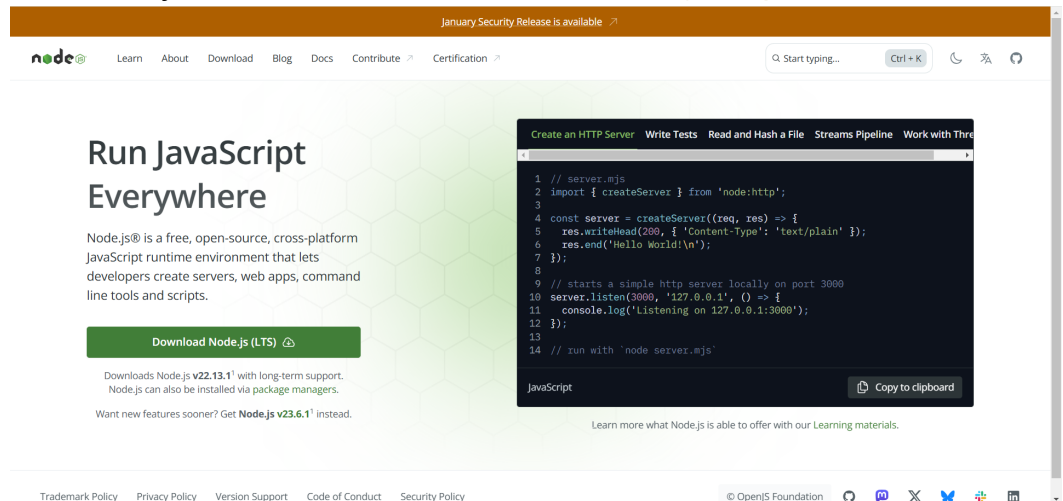 January Security Release is available
node JS
Learn About Download Blog Docs Contribute Certification
Start typing... Ctrl + K
Run JavaScript
Everywhere
Node.js® is a free, open-source, cross-platform
JavaScript runtime environment that lets
developers create servers, web apps, command
line tools and scripts.
Download Node.js (LTS)
Downloads Node.js v22.13.1¹ with long-term support.
Node.js can also be installed via package managers.
Want new features sooner? Get Node.js v23.6.1¹ instead.
Create an HTTP Server Write Tests Read and Hash a File Streams Pipeline Work with Thre
1 // server.mjs
2 import { createServer } from 'node:http';
3
4 const server = createServer((req, res) => {
5   res.writeHead(200, { 'Content-Type': 'text/plain' });
6   res.end('Hello World!\n');
7 });
8
9 // starts a simple http server locally on port 3000
10 server.listen(3000, '127.0.0.1', () => {
11   console.log('Listening on 127.0.0.1:3000');
12 });
13
14 // run with `node server.mjs`
JavaScript Copy to clipboard
Learn more what Node.js is able to offer with our Learning materials.
Trademark Policy Privacy Policy Version Support Code of Conduct Security Policy © OpenJS Foundation